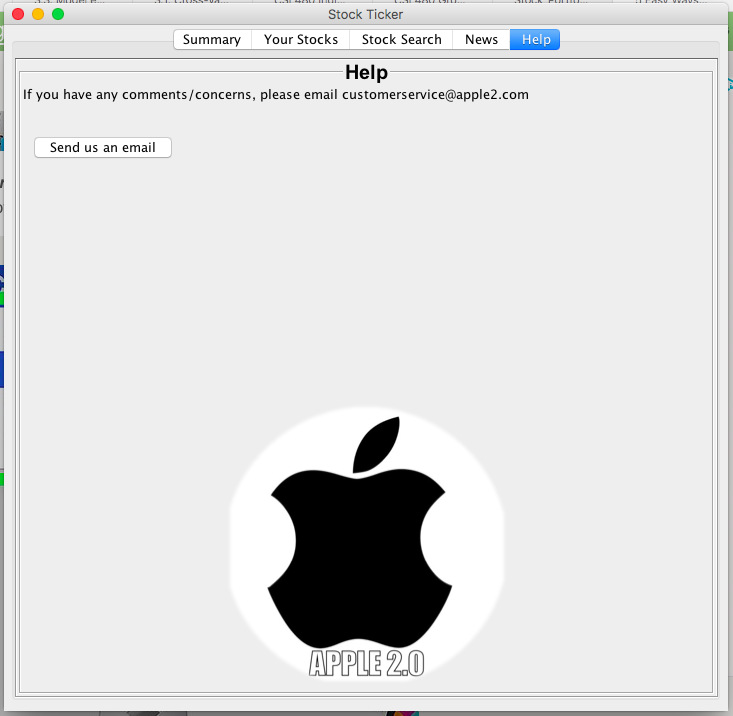 Stock Ticker
Summary
Your Stocks
Stock Search
News
Help
Help
If you have any comments/concerns, please email customerservice@apple2.com
Send us an email
APPLE 2.0